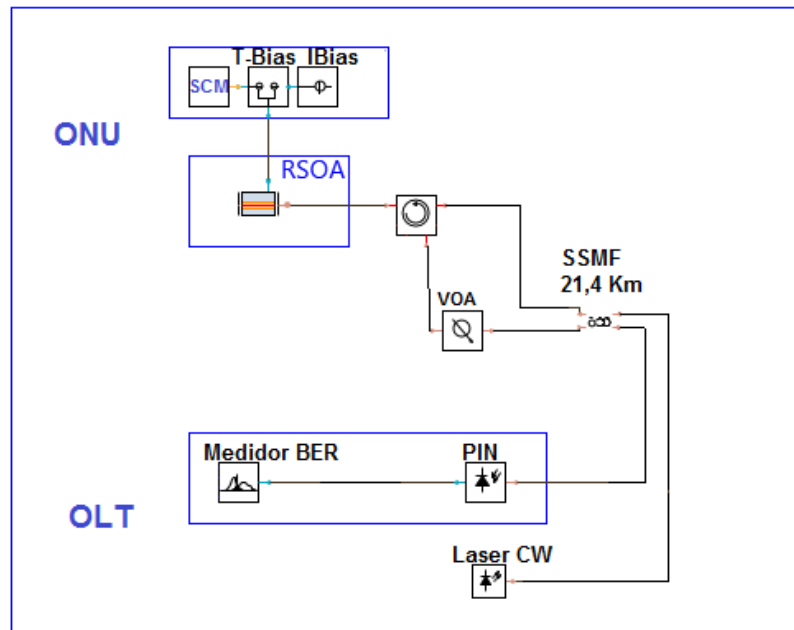 T-Bias IBias
SCM
ONU
RSOA
SSMF
21,4 Km
VOA
Medidor BER
PIN
OLT
Laser CW